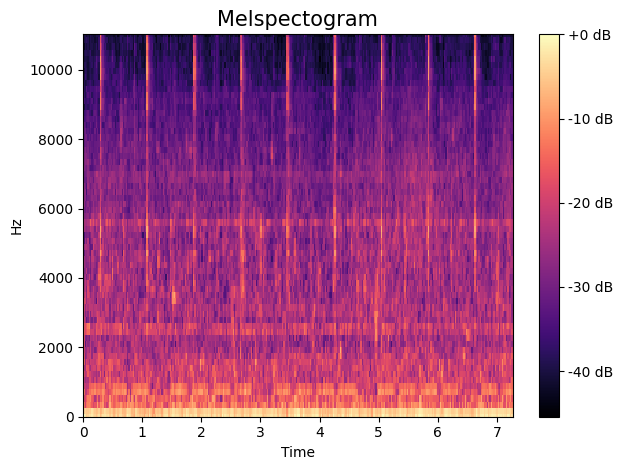 Melspectogram
+0 dB
10000
-10 dB
8000
-20 dB
6000
Hz
4000
-30 dB
2000
-40 dB
0
0 1 2 3 4 5 6 7
Time